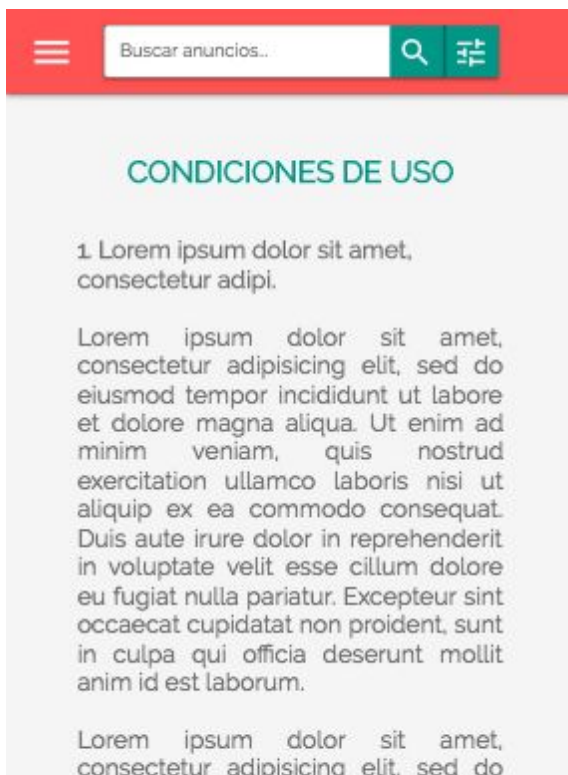 Buscar anuncios...
CONDICIONES DE USO
1. Lorem ipsum dolor sit amet,
consectetur adipi.
Lorem ipsum dolor sit amet,
consectetur adipisicing elit, sed do
eiusmod tempor incididunt ut labore
et dolore magna aliqua. Ut enim ad
minim veniam, quis nostrud
exercitation ullamco laboris nisi ut
aliquip ex ea commodo consequat.
Duis aute irure dolor in reprehenderit
in voluptate velit esse cillum dolore
eu fugiat nulla pariatur. Excepteur sint
occaecat cupidatat non proident, sunt
in culpa qui officia deserunt mollit
anim id est laborum.
Lorem ipsum dolor sit amet,
consectetur adipisicing elit, sed do